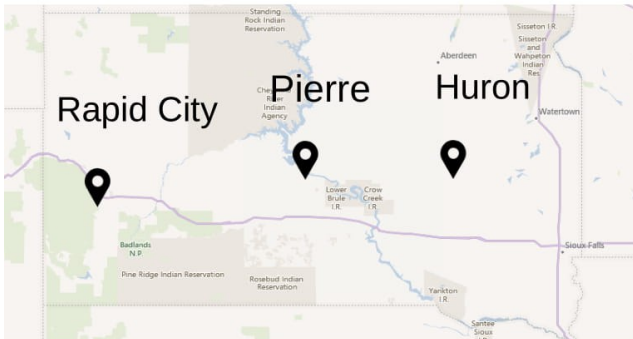 Standing
Rock Indian
Reservation
Sisseton I.R.
Sisseton
and
Wahpeton
Indian
Res
Aberdeen
Pierre
Huron
Rapid City
River
Indian
Agency
Watertown
Lower
Brule
I.R.
Crow
Creek
I.R.
Badlands
N.P.
Sioux Falls
Pine Ridge Indian Reservation
Rosebud Indian
Reservation
Yankton
I.R.
Santee
Sioux